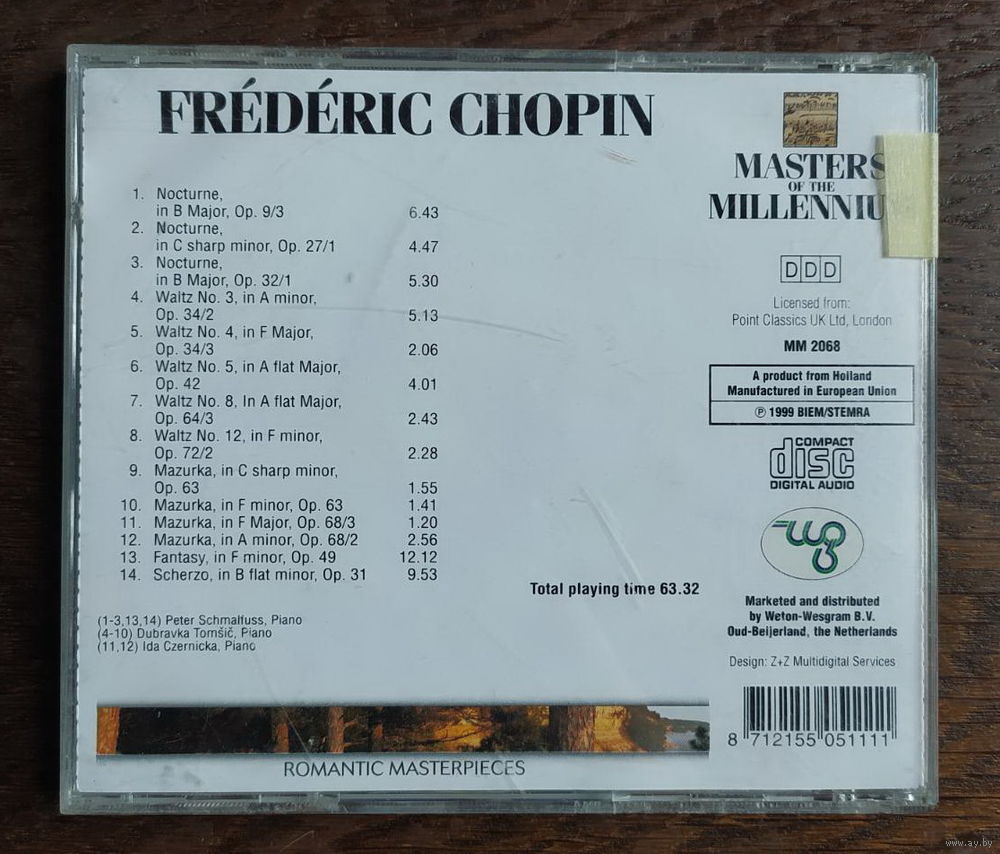 FRÉDÉRIC CHOPIN
1. Nocturne,
in B Major, Op. 9/3 6.43
2. Nocturne,
in C sharp minor, Op. 27/1 4.47
3. Nocturne,
in B Major, Op. 32/1 5.30
4. Waltz No. 3, in A minor,
Op. 34/2 5.13
5. Waltz No. 4, in F Major,
Op. 34/3 2.06
6. Waltz No. 5, in A flat Major,
Op. 42 4.01
7. Waltz No. 8, In A flat Major,
Op. 64/3 2.43
8. Waltz No. 12, in F minor,
Op. 72/2 2.28
9. Mazurka, in C sharp minor,
Op. 63 1.55
10. Mazurka, in F minor, Op. 63 1.41
11. Mazurka, in F Major, Op. 68/3 1.20
12. Mazurka, in A minor, Op. 68/2 2.56
13. Fantasy, in F minor, Op. 49 12.12
14. Scherzo, in B flat minor, Op. 31 9.53
Total playing time 63.32
(1-3,13,14) Peter Schmalfuss, Piano
(4-10) Dubravka Tomšič, Piano
(11,12) Ida Czernicka, Piano
ROMANTIC MASTERPIECES
MASTERS
OF THE
MILLENNIU
DDD
Licensed from:
Point Classics UK Ltd, London
MM 2068
A product from Holland
Manufactured in European Union
℗ 1999 BIEM/STEMRA
COMPACT
disc
DIGITAL AUDIO
Marketed and distributed
by Weton-Wesgram B.V.
Oud-Beijerland, the Netherlands
Design: Z+Z Multidigital Services
8 712155 051111
www.ay.by